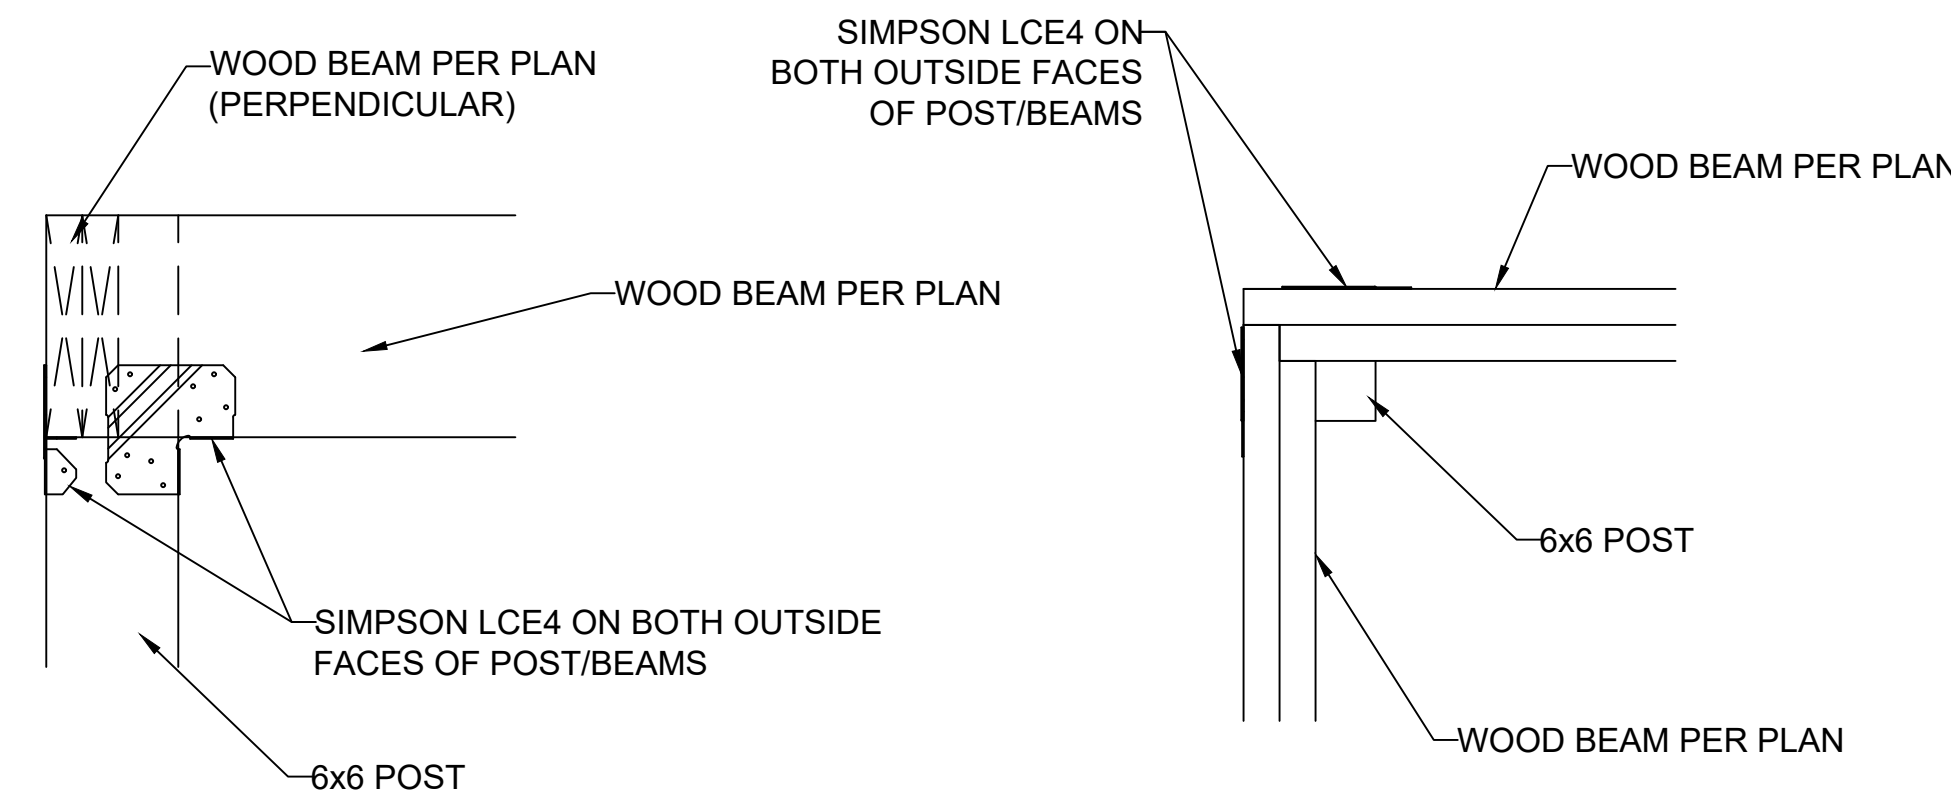 WOOD BEAM PER PLAN
(PERPENDICULAR)
WOOD BEAM PER PLAN
SIMPSON LCE4 ON BOTH OUTSIDE
FACES OF POST/BEAMS
6x6 POST
SIMPSON LCE4 ON
BOTH OUTSIDE FACES
OF POST/BEAMS
WOOD BEAM PER PLAN
6x6 POST
WOOD BEAM PER PLAN